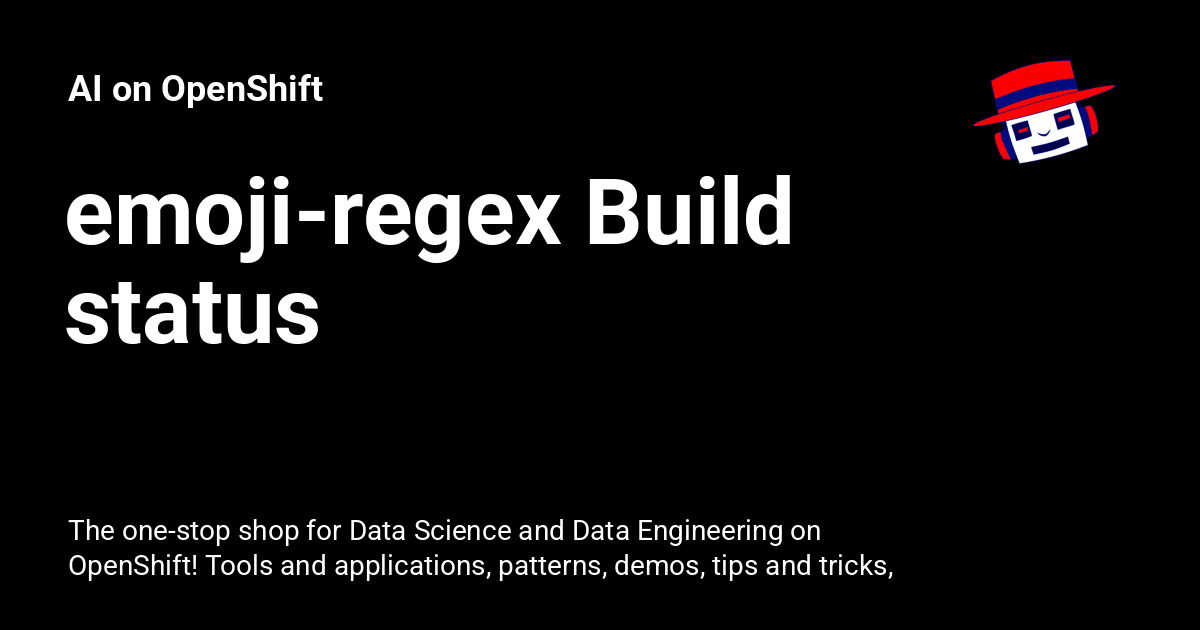 AI on OpenShift
emoji-regex Build
status
The one-stop shop for Data Science and Data Engineering on
OpenShift! Tools and applications, patterns, demos, tips and tricks,